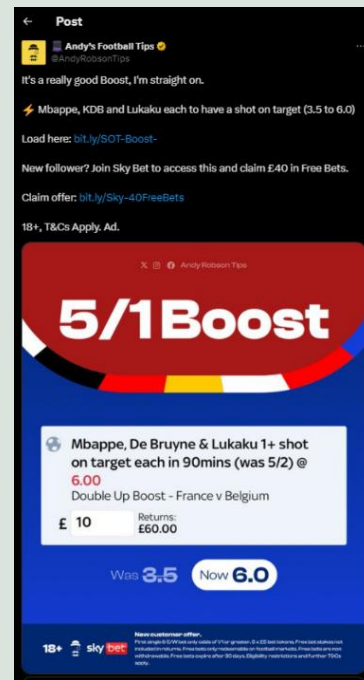 Post
Andy's Football Tips
@AndyRobsonTips
It's a really good Boost, I'm straight on.
⚡ Mbappe, KDB and Lukaku each to have a shot on target (3.5 to 6.0)
Load here: bit.ly/SOT-Boost-
New follower? Join Sky Bet to access this and claim £40 in Free Bets.
Claim offer: bit.ly/Sky-40FreeBets
18+, T&Cs Apply. Ad.
Andy Robson Tips
5/1 Boost
Mbappe, De Bruyne & Lukaku 1+ shot
on target each in 90mins (was 5/2) @
6.00
Double Up Boost - France v Belgium
£ 10
Returns:
£60.00
Was 3.5
Now 6.0
18+ sky bet
New customer offer.